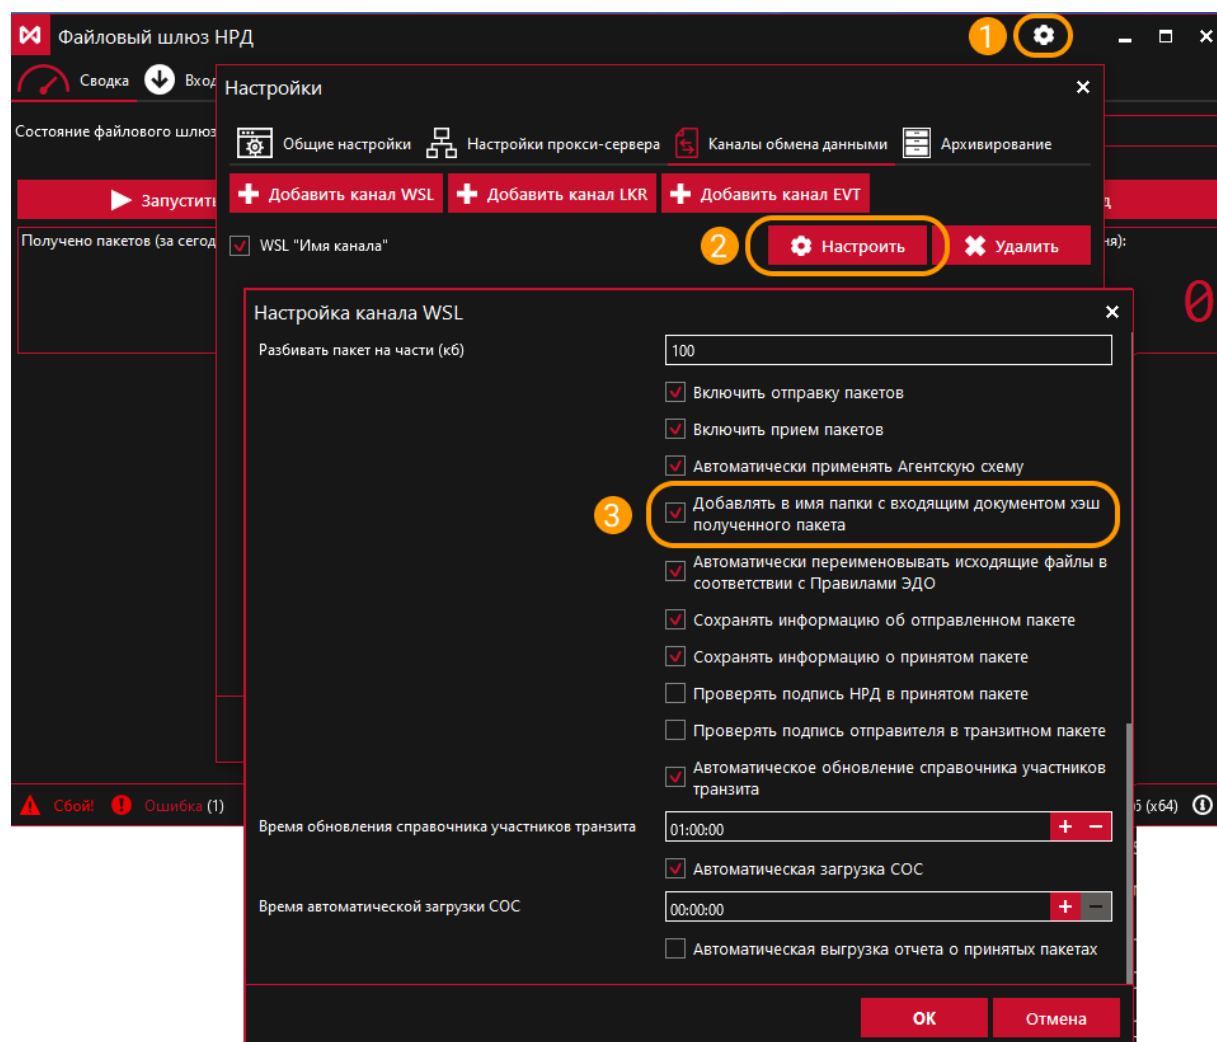 Файловый шлюз НРД
1
Сводка
Вход
Настройки
Состояние файлового шлюз
Общие настройки
Настройки прокси-сервера
Каналы обмена данными
Архивирование
Запустить
Добавить канал WSL
Добавить канал LKR
Добавить канал EVT
Получено пакетов (за сегод
WSL "Имя канала"
2
Настроить
Удалить
ня):
0
Настройка канала WSL
Разбивать пакет на части (кб)
100
Включить отправку пакетов
Включить прием пакетов
Автоматически применять Агентскую схему
3
Добавлять в имя папки с входящим документом хэш
полученного пакета
Автоматически переименовывать исходящие файлы в
соответствии с Правилами ЭДО
Сохранять информацию об отправленном пакете
Сохранять информацию о принятом пакете
Проверять подпись НРД в принятом пакете
Проверять подпись отправителя в транзитном пакете
Автоматическое обновление справочника участников
транзита
Сбой!
Ошибка (1)
(x64)
Время обновления справочника участников транзита
01:00:00
Автоматическая загрузка СОС
Время автоматической загрузки СОС
00:00:00
Автоматическая выгрузка отчета о принятых пакетах
ОК
Отмена